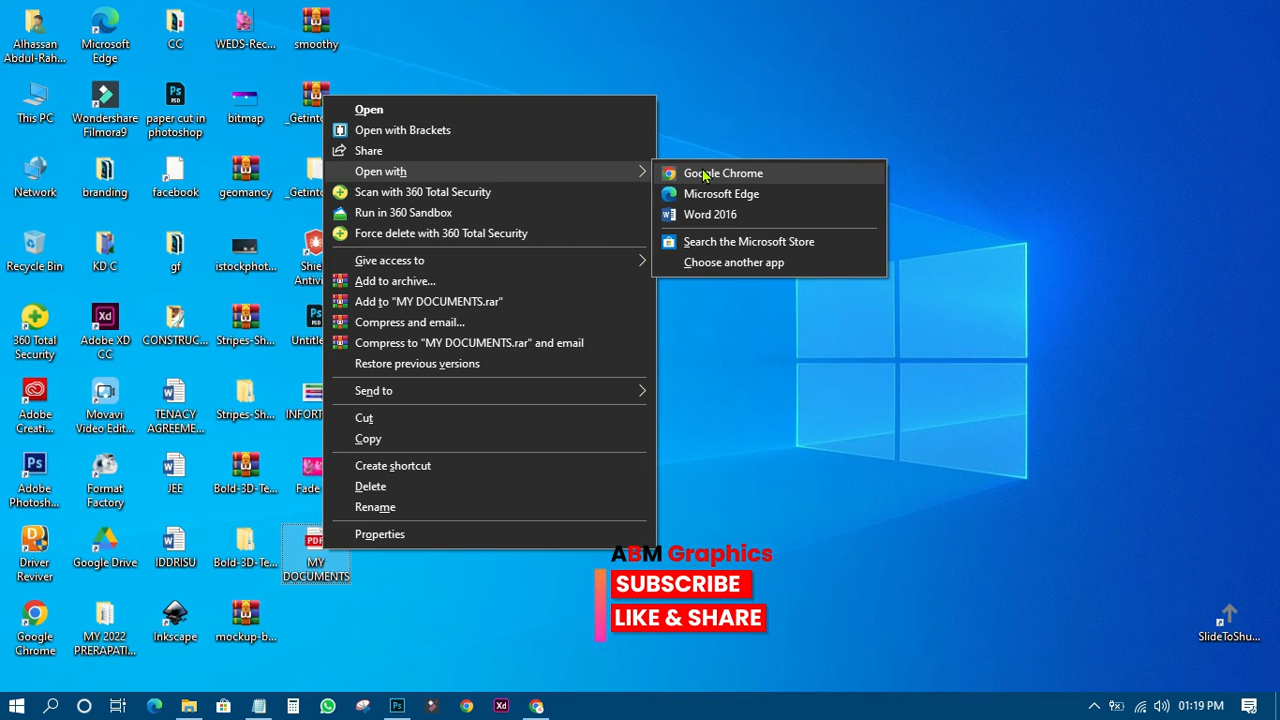 Alhassan
Abdul-Rah...
Microsoft
Edge
CC
WEDS-Rec...
smoothy
This PC
Wondershare
Filmora9
paper cut in
photoshop
bitmap
_Getinto
Network
branding
facebook
geomancy
_Getinto
Recycle Bin
KD C
gf
istockphot...
Shie
Antivi
360 Total
Security
Adobe XD
CC
CONSTRUC...
Stripes-Sh...
Untitle
Adobe
Creati...
Movavi
Video Edit...
TENACY
AGREEME...
Stripes-Sh...
INFORT
Adobe
Photosh...
Format
Factory
JEE
Bold-3D-Te...
Fade
Driver
Reviver
Google Drive
IDDRISU
Bold-3D-Te...
PDF
MY
DOCUMENTS
Google
Chrome
MY 2022
PRERAPATI...
Inkscape
mockup-b...
Open
Open with Brackets
Share
Open with
Scan with 360 Total Security
Run in 360 Sandbox
Force delete with 360 Total Security
Give access to
Add to archive...
Add to "MY DOCUMENTS.rar"
Compress and email...
Compress to "MY DOCUMENTS.rar" and email
Restore previous versions
Send to
Cut
Copy
Create shortcut
Delete
Rename
Properties
Google Chrome
Microsoft Edge
Word 2016
Search the Microsoft Store
Choose another app
ABM Graphics
SUBSCRIBE
LIKE & SHARE
SlideToShu...
01:19 PM